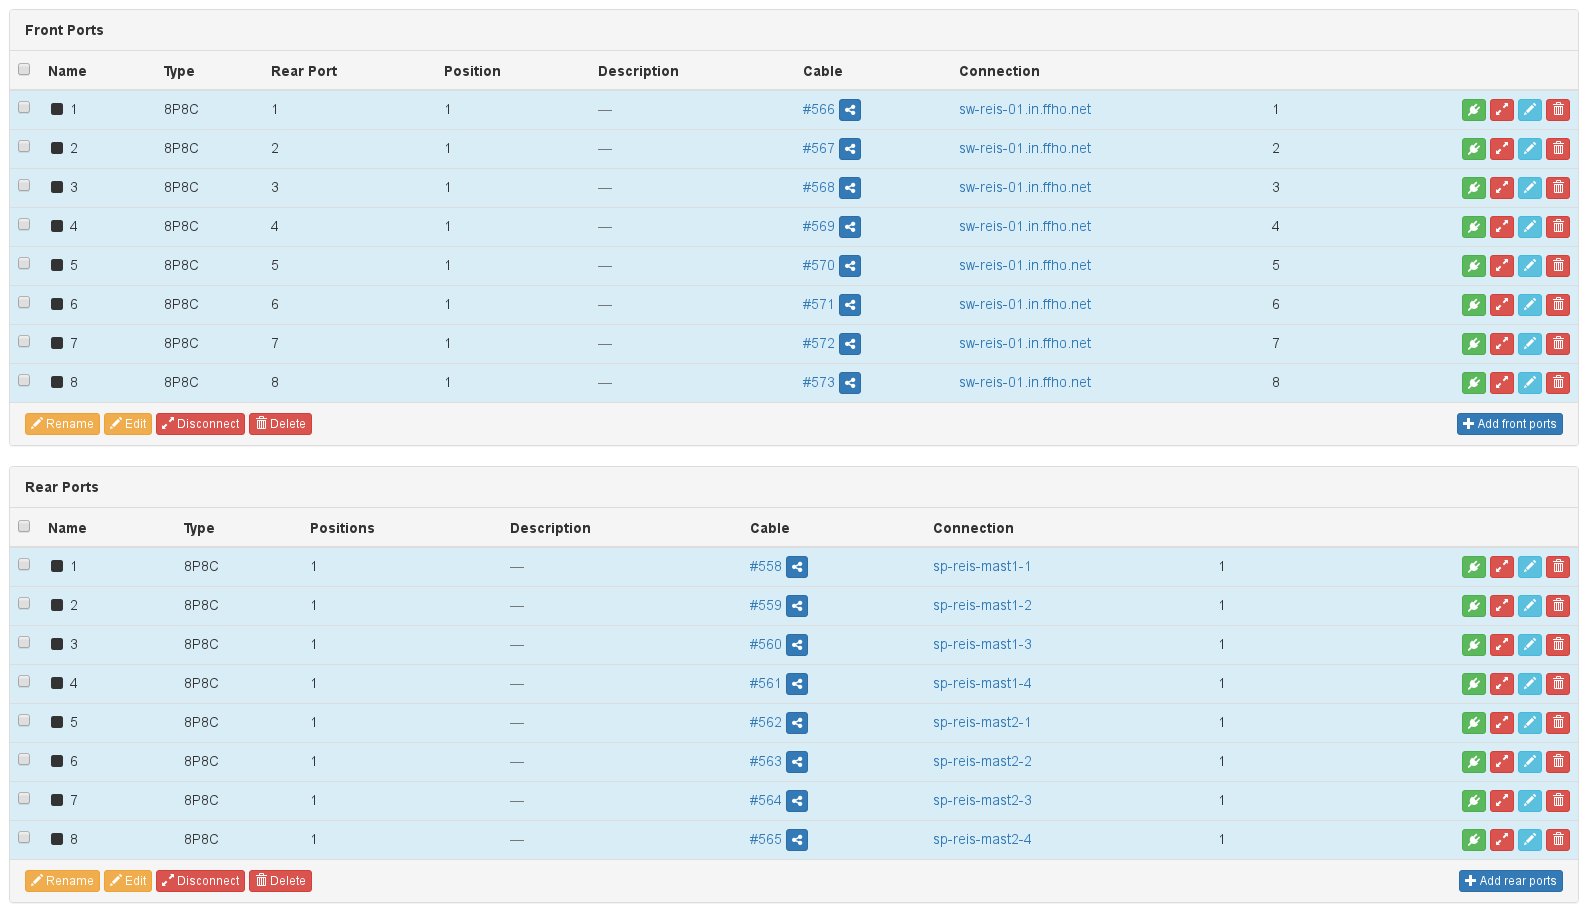 Front Ports
Name Type Rear Port Position Description Cable Connection
1 8P8C 1 1 — #566 sw-reis-01.in.ffho.net 1
2 8P8C 2 1 — #567 sw-reis-01.in.ffho.net 2
3 8P8C 3 1 — #568 sw-reis-01.in.ffho.net 3
4 8P8C 4 1 — #569 sw-reis-01.in.ffho.net 4
5 8P8C 5 1 — #570 sw-reis-01.in.ffho.net 5
6 8P8C 6 1 — #571 sw-reis-01.in.ffho.net 6
7 8P8C 7 1 — #572 sw-reis-01.in.ffho.net 7
8 8P8C 8 1 — #573 sw-reis-01.in.ffho.net 8
Rename Edit Disconnect Delete Add front ports
Rear Ports
Name Type Positions Description Cable Connection
1 8P8C 1 — #558 sp-reis-mast1-1 1
2 8P8C 1 — #559 sp-reis-mast1-2 1
3 8P8C 1 — #560 sp-reis-mast1-3 1
4 8P8C 1 — #561 sp-reis-mast1-4 1
5 8P8C 1 — #562 sp-reis-mast2-1 1
6 8P8C 1 — #563 sp-reis-mast2-2 1
7 8P8C 1 — #564 sp-reis-mast2-3 1
8 8P8C 1 — #565 sp-reis-mast2-4 1
Rename Edit Disconnect Delete Add rear ports